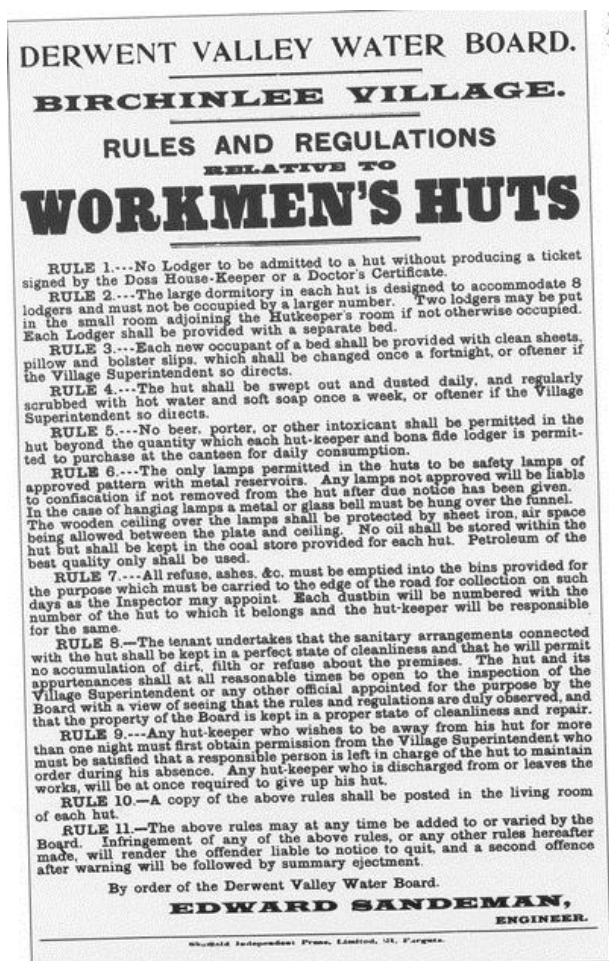 DERWENT VALLEY WATER BOARD.
BIRCHINLEE VILLAGE.
RULES AND REGULATIONS
RELATIVE TO
WORKMEN'S HUTS
RULE 1.---No Lodger to be admitted to a hut without producing a ticket
signed by the Doss House-Keeper or a Doctor's Certificate.
RULE 2.---The large dormitory in each hut is designed to accommodate 8
lodgers and must not be occupied by a larger number. Two lodgers may be put
in the small room adjoining the Hutkeeper's room if not otherwise occupied.
Each Lodger shall be provided with a separate bed.
RULE 3.---Each new occupant of a bed shall be provided with clean sheets,
pillow and bolster slips, which shall be changed once a fortnight, or oftener if
the Village Superintendent so directs.
RULE 4.---The hut shall be swept out and dusted daily, and regularly
scrubbed with hot water and soft soap once a week, or oftener if the Village
Superintendent so directs.
RULE 5.---No beer, porter, or other intoxicant shall be permitted in the
hut beyond the quantity which each hut-keeper and bona fide lodger is permit-
ted to purchase at the canteen for daily consumption.
RULE 6.---The only lamps permitted in the huts to be safety lamps of
approved pattern with metal reservoirs. Any lamps not approved will be liable
to confiscation if not removed from the hut after due notice has been given.
In the case of hanging lamps a metal or glass bell must be hung over the funnel.
The wooden ceiling over the lamps shall be protected by sheet iron, air space
being allowed between the plate and ceiling. No oil shall be stored within the
hut but shall be kept in the coal store provided for each hut. Petroleum of the
best quality only shall be used.
RULE 7.---All refuse, ashes, &c. must be emptied into the bins provided for
the purpose which must be carried to the edge of the road for collection on such
days as the Inspector may appoint. Each dustbin will be numbered with the
number of the hut to which it belongs and the hut-keeper will be responsible
for the same.
RULE 8.—The tenant undertakes that the sanitary arrangements connected
with the hut shall be kept in a perfect state of cleanliness and that he will permit
no accumulation of dirt, filth or refuse about the premises. The hut and its
appurtenances shall at all reasonable times be open to the inspection of the
Village Superintendent or any other official appointed for the purpose by the
Board with a view of seeing that the rules and regulations are duly observed, and
that the property of the Board is kept in a proper state of cleanliness and repair.
RULE 9.---Any hut-keeper who wishes to be away from his hut for more
than one night must first obtain permission from the Village Superintendent who
must be satisfied that a responsible person is left in charge of the hut to maintain
order during his absence. Any hut-keeper who is discharged from or leaves the
works, will be at once required to give up his hut.
RULE 10.—A copy of the above rules shall be posted in the living room
of each hut.
RULE 11.—The above rules may at any time be added to or varied by the
Board. Infringement of any of the above rules, or any other rules hereafter
made, will render the offender liable to notice to quit, and a second offence
after warning will be followed by summary ejectment.
By order of the Derwent Valley Water Board.
EDWARD SANDEMAN,
ENGINEER.
Sheffield Independent Press, Limited, 21, Fargate.